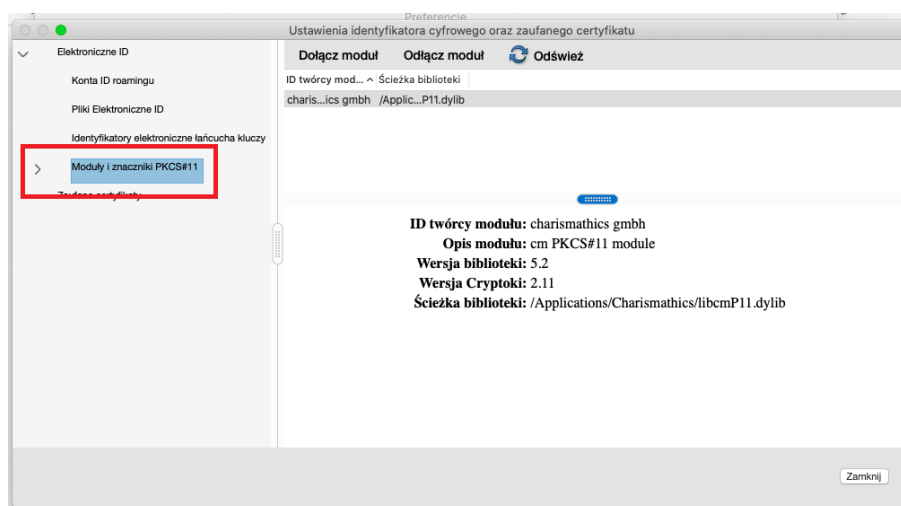 Preferencje
Ustawienia identyfikatora cyfrowego oraz zaufanego certyfikatu
Elektroniczne ID
Konta ID roamingu
Pliki Elektroniczne ID
Identyfikatory elektroniczne łańcucha kluczy
Moduły i znaczniki PKCS#11
Zaufane certyfikaty
Dołącz moduł Odłącz moduł Odśwież
ID twórcy mod... Ścieżka biblioteki
charis...ics gmbh /Applic...P11.dylib
ID twórcy modułu: charismathics gmbh
Opis modułu: cm PKCS#11 module
Wersja biblioteki: 5.2
Wersja Cryptoki: 2.11
Ścieżka biblioteki: /Applications/Charismathics/libcmP11.dylib
Zamknij